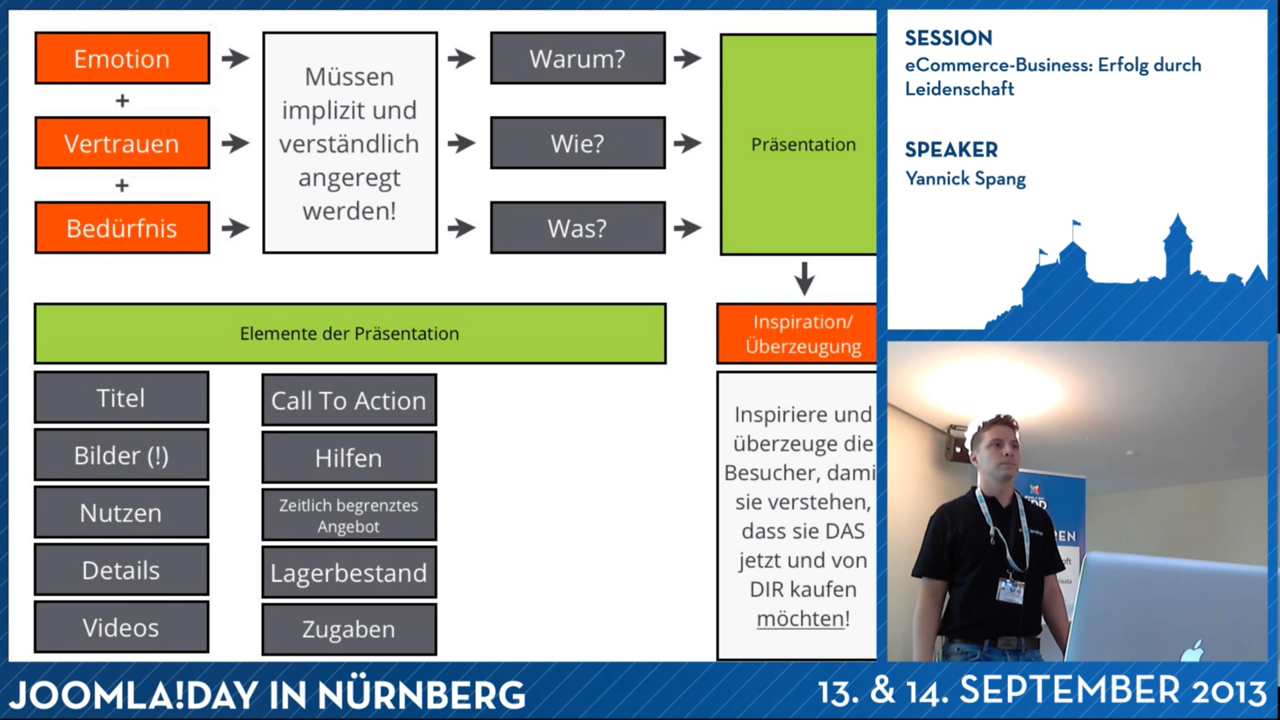 Emotion
+
Vertrauen
+
Bedürfnis
Müssen
implizit und
verständlich
angeregt
werden!
Warum?
Wie?
Was?
Präsentation
Elemente der Präsentation
Titel
Bilder (!)
Nutzen
Details
Videos
Call To Action
Hilfen
Zeitlich begrenztes
Angebot
Lagerbestand
Zugaben
Inspiration/
Überzeugung
Inspiriere und
überzeuge die
Besucher, dami
sie verstehen,
dass sie DAS
jetzt und von
DIR kaufen
möchten!
SESSION
eCommerce-Business: Erfolg durch
Leidenschaft
SPEAKER
Yannick Spang
JOOMLA!DAY IN NÜRNBERG
13. & 14. SEPTEMBER 2013